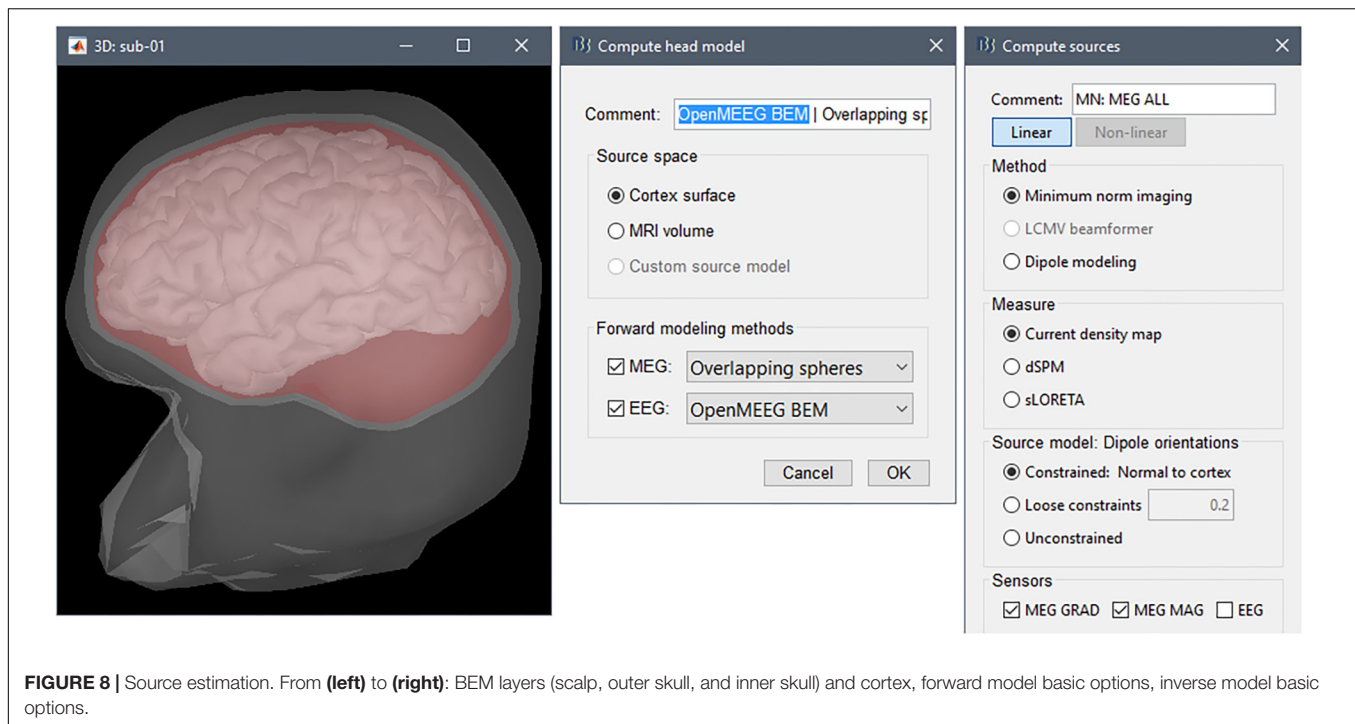 3D: sub-01
Compute head model
Comment: OpenMEEG BEM | Overlapping sp
Source space
Cortex surface
MRI volume
Custom source model
Forward modeling methods
MEG: Overlapping spheres
EEG: OpenMEEG BEM
Cancel OK
Compute sources
Comment: MN: MEG ALL
Linear Non-linear
Method
Minimum norm imaging
LCMV beamformer
Dipole modeling
Measure
Current density map
dSPM
sLORETA
Source model: Dipole orientations
Constrained: Normal to cortex
Loose constraints 0.2
Unconstrained
Sensors
MEG GRAD MEG MAG EEG
FIGURE 8 | Source estimation. From (left) to (right): BEM layers (scalp, outer skull, and inner skull) and cortex, forward model basic options, inverse model basic
options.